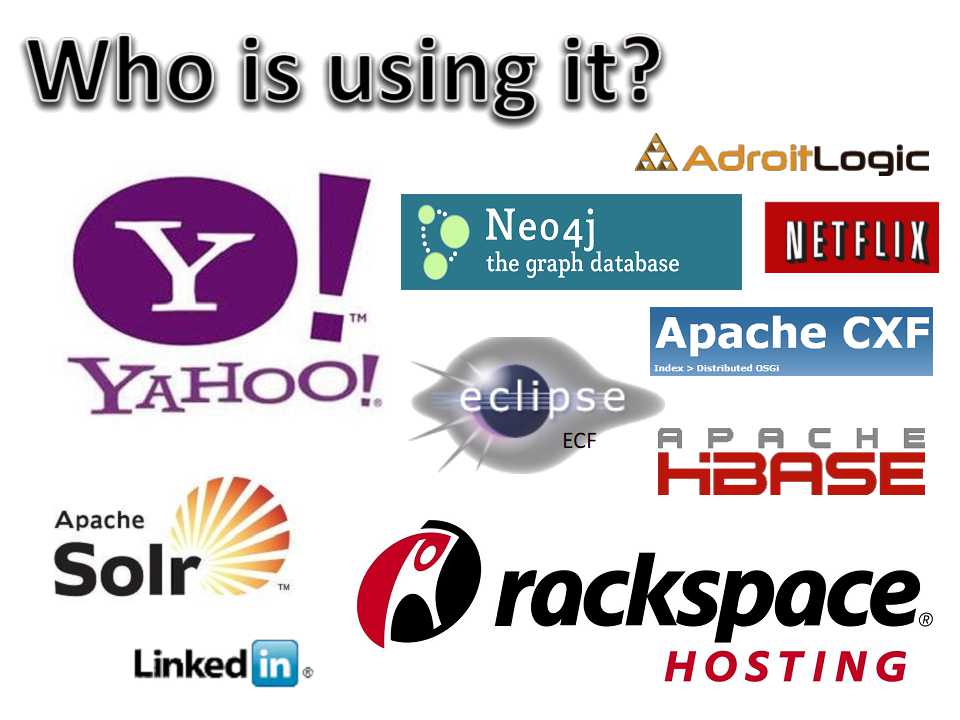 Who is using it?
AdroitLogic
Y!™
YAHOO!®
Neo4j
the graph database
NETFLIX
Apache CXF
Index > Distributed OSGi
eclipse
ECF
APACHE
HBASE
Apache
Solr™
rackspace®
HOSTING
Linked in®